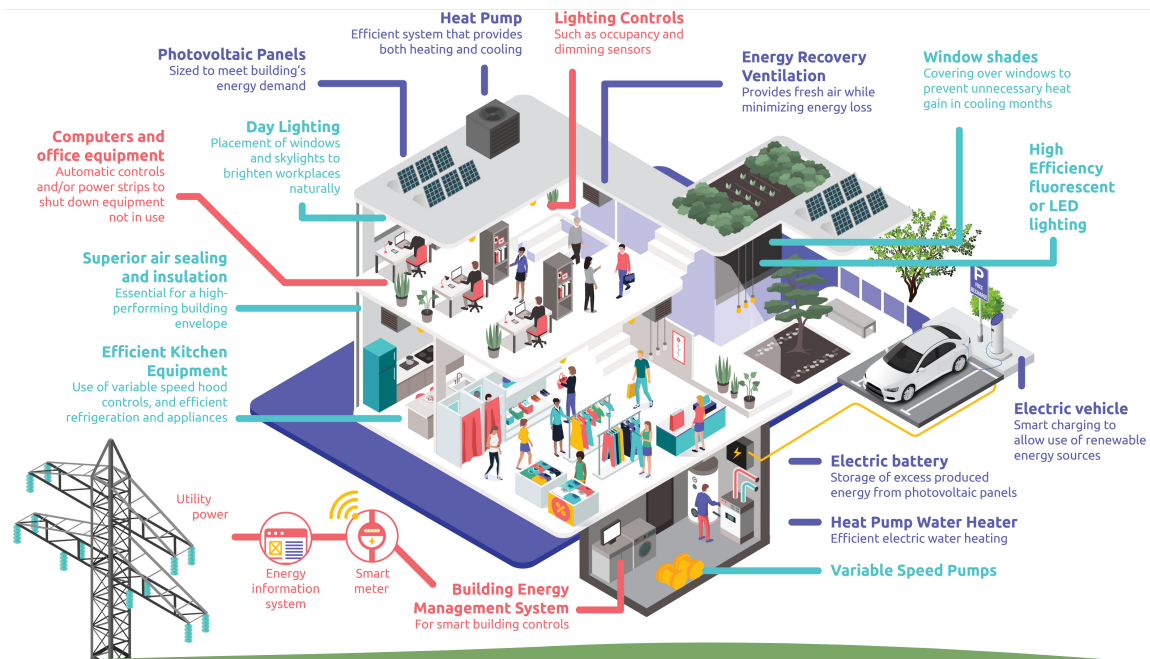 Heat Pump
Efficient system that provides
both heating and cooling
Lighting Controls
Such as occupancy and
dimming sensors
Photovoltaic Panels
Sized to meet building's
energy demand
Energy Recovery
Ventilation
Provides fresh air while
minimizing energy loss
Window shades
Covering over windows to
prevent unnecessary heat
gain in cooling months
Computers and
office equipment
Automatic controls
and/or power strips to
shut down equipment
not in use
Day Lighting
Placement of windows
and skylights to
brighten workplaces
naturally
High
Efficiency
fluorescent
or LED
lighting
Superior air sealing
and insulation
Essential for a high-
performing building
envelope
P
Efficient Kitchen
Equipment
Use of variable speed hood
controls, and efficient
refrigeration and appliances
Electric vehicle
Smart charging to
allow use of renewable
energy sources
Electric battery
Storage of excess produced
energy from photovoltaic panels
Utility
power
%
Heat Pump Water Heater
Efficient electric water heating
Energy
information
system
Smart
meter
Variable Speed Pumps
Building Energy
Management System
For smart building controls